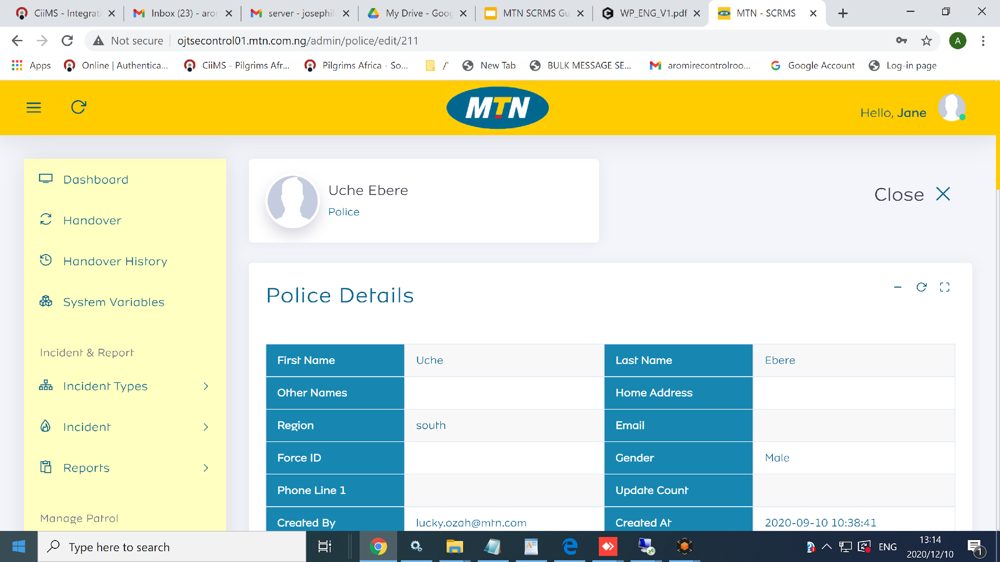 CiiMS - Integrati
Inbox (23) - aror
server - josephil
My Drive - Goog
MTN SCRMS Gu
WP_ENG_V1.pdf
MTN - SCRMS
Not secure
ojtsecontrol01.mtn.com.ng/admin/police/edit/211
A
Apps
Online | Authentica...
CiiMS - Pilgrims Afr...
Pilgrims Africa - So...
/'
New Tab
BULK MESSAGE SE...
aromirecontrolroo...
Google Account
Log-in page
MTN
Hello, Jane
Dashboard
Handover
Handover History
System Variables
Incident & Report
Incident Types
Incident
Reports
Manage Patrol
Uche Ebere
Police
Close
Police Details
First Name Uche Last Name Ebere
Other Names Home Address
Region south Email
Force ID Gender Male
Phone Line 1 Update Count
Created By lucky.ozah@mtn.com Created At 2020-09-10 10:38:41
Type here to search
ENG
13:14
2020/12/10
1